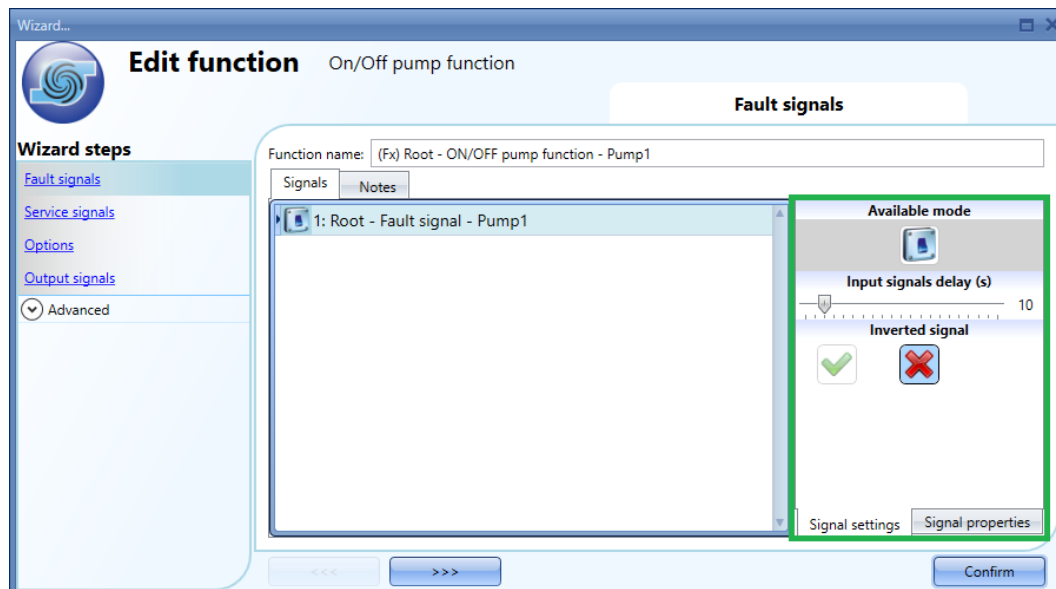 Wizard...
Edit function On/Off pump function
Fault signals
Wizard steps
Fault signals
Service signals
Options
Output signals
Advanced
Function name: (Fx) Root - ON/OFF pump function - Pump1
Signals Notes
1: Root - Fault signal - Pump1
Available mode
Input signals delay (s)
10
Inverted signal
Signal settings Signal properties
<<< >>> Confirm